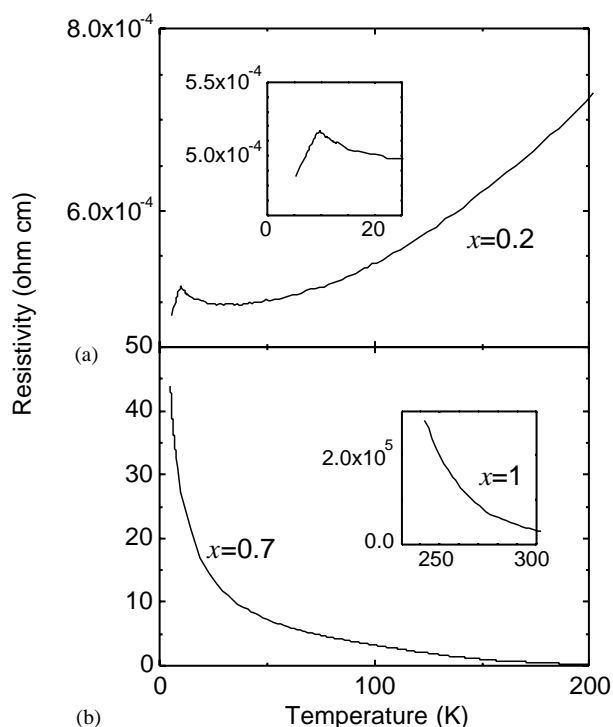 8.0x10⁻⁴
5.5x10⁻⁴
5.0x10⁻⁴
0 20
6.0x10⁻⁴
x=0.2
(a)
Resistivity (ohm cm)
50
40
30
20
10
0
x=0.7
2.0x10⁵
0.0
x=1
250 300
0 100 200
(b)
Temperature (K)